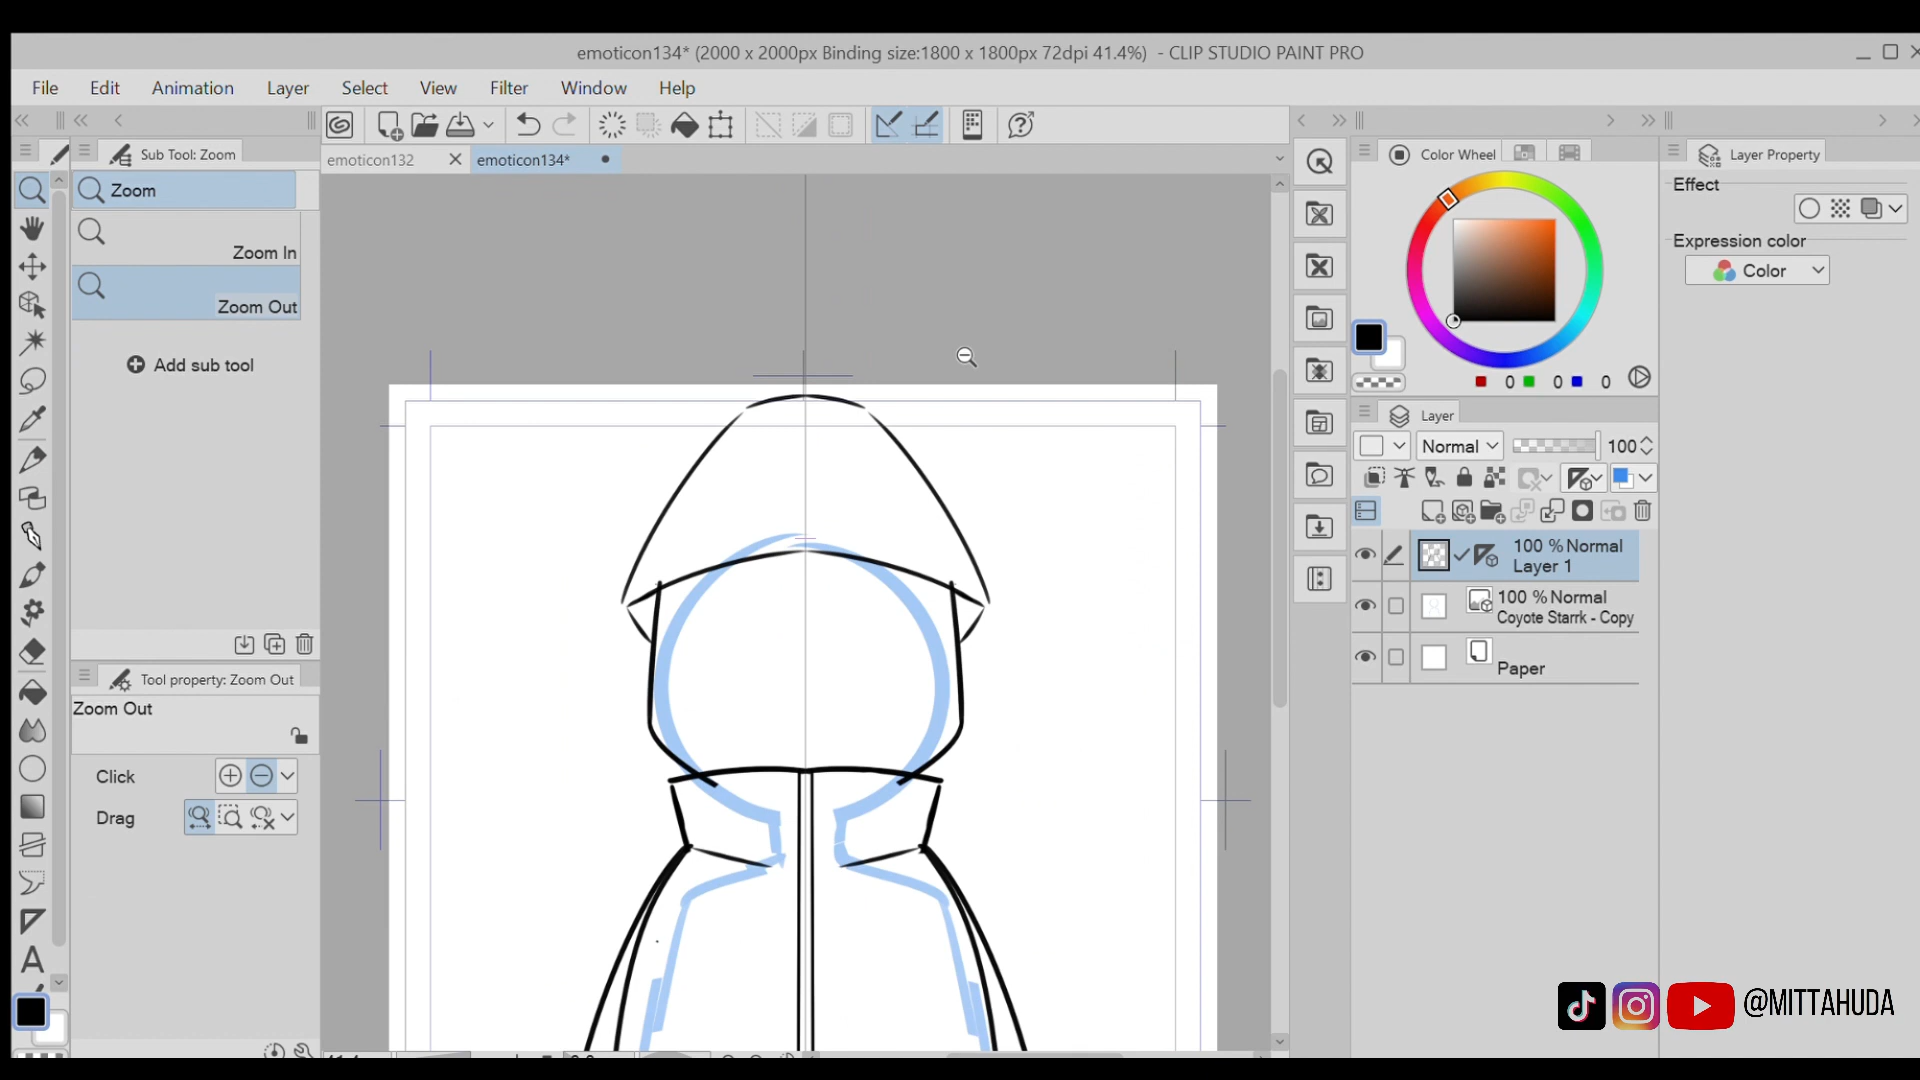 emoticon134* (2000 x 2000px Binding size:1800 x 1800px 72dpi 41.4%) - CLIP STUDIO PAINT PRO
File Edit Animation Layer Select View Filter Window Help
Sub Tool: Zoom
emoticon132
emoticon134*
Color Wheel
Layer Property
Zoom
Zoom In
Zoom Out
Add sub tool
Effect
Expression color
Color
0 0 0
Layer
Normal 100
100 % Normal
Layer 1
100 % Normal
Coyote Starrk - Copy
Paper
Tool property: Zoom Out
Zoom Out
Click
Drag
A
@MITTAHUDA